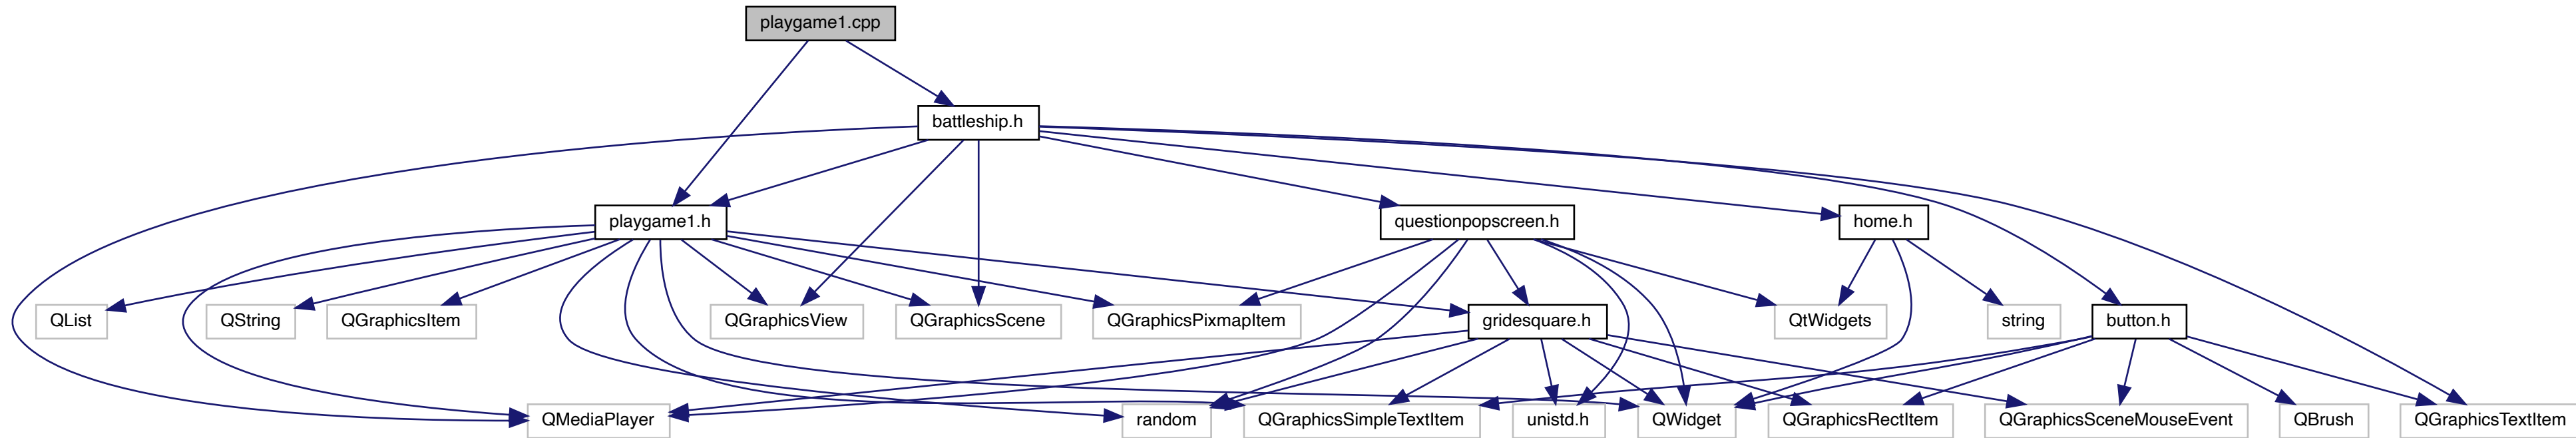 playgame1.cpp
battleship.h
playgame1.h
questionpopscreen.h
home.h
QList
QString
QGraphicsItem
QGraphicsView
QGraphicsScene
QGraphicsPixmapItem
gridesquare.h
QtWidgets
string
button.h
QMediaPlayer
random
QGraphicsSimpleTextItem
unistd.h
QWidget
QGraphicsRectItem
QGraphicsSceneMouseEvent
QBrush
QGraphicsTextItem